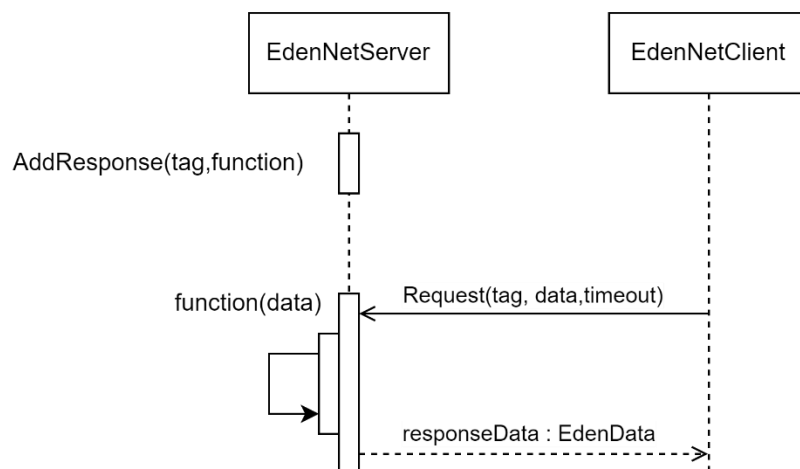 EdenNetServer
EdenNetClient
AddResponse(tag,function)
function(data)
Request(tag, data,timeout)
responseData : EdenData